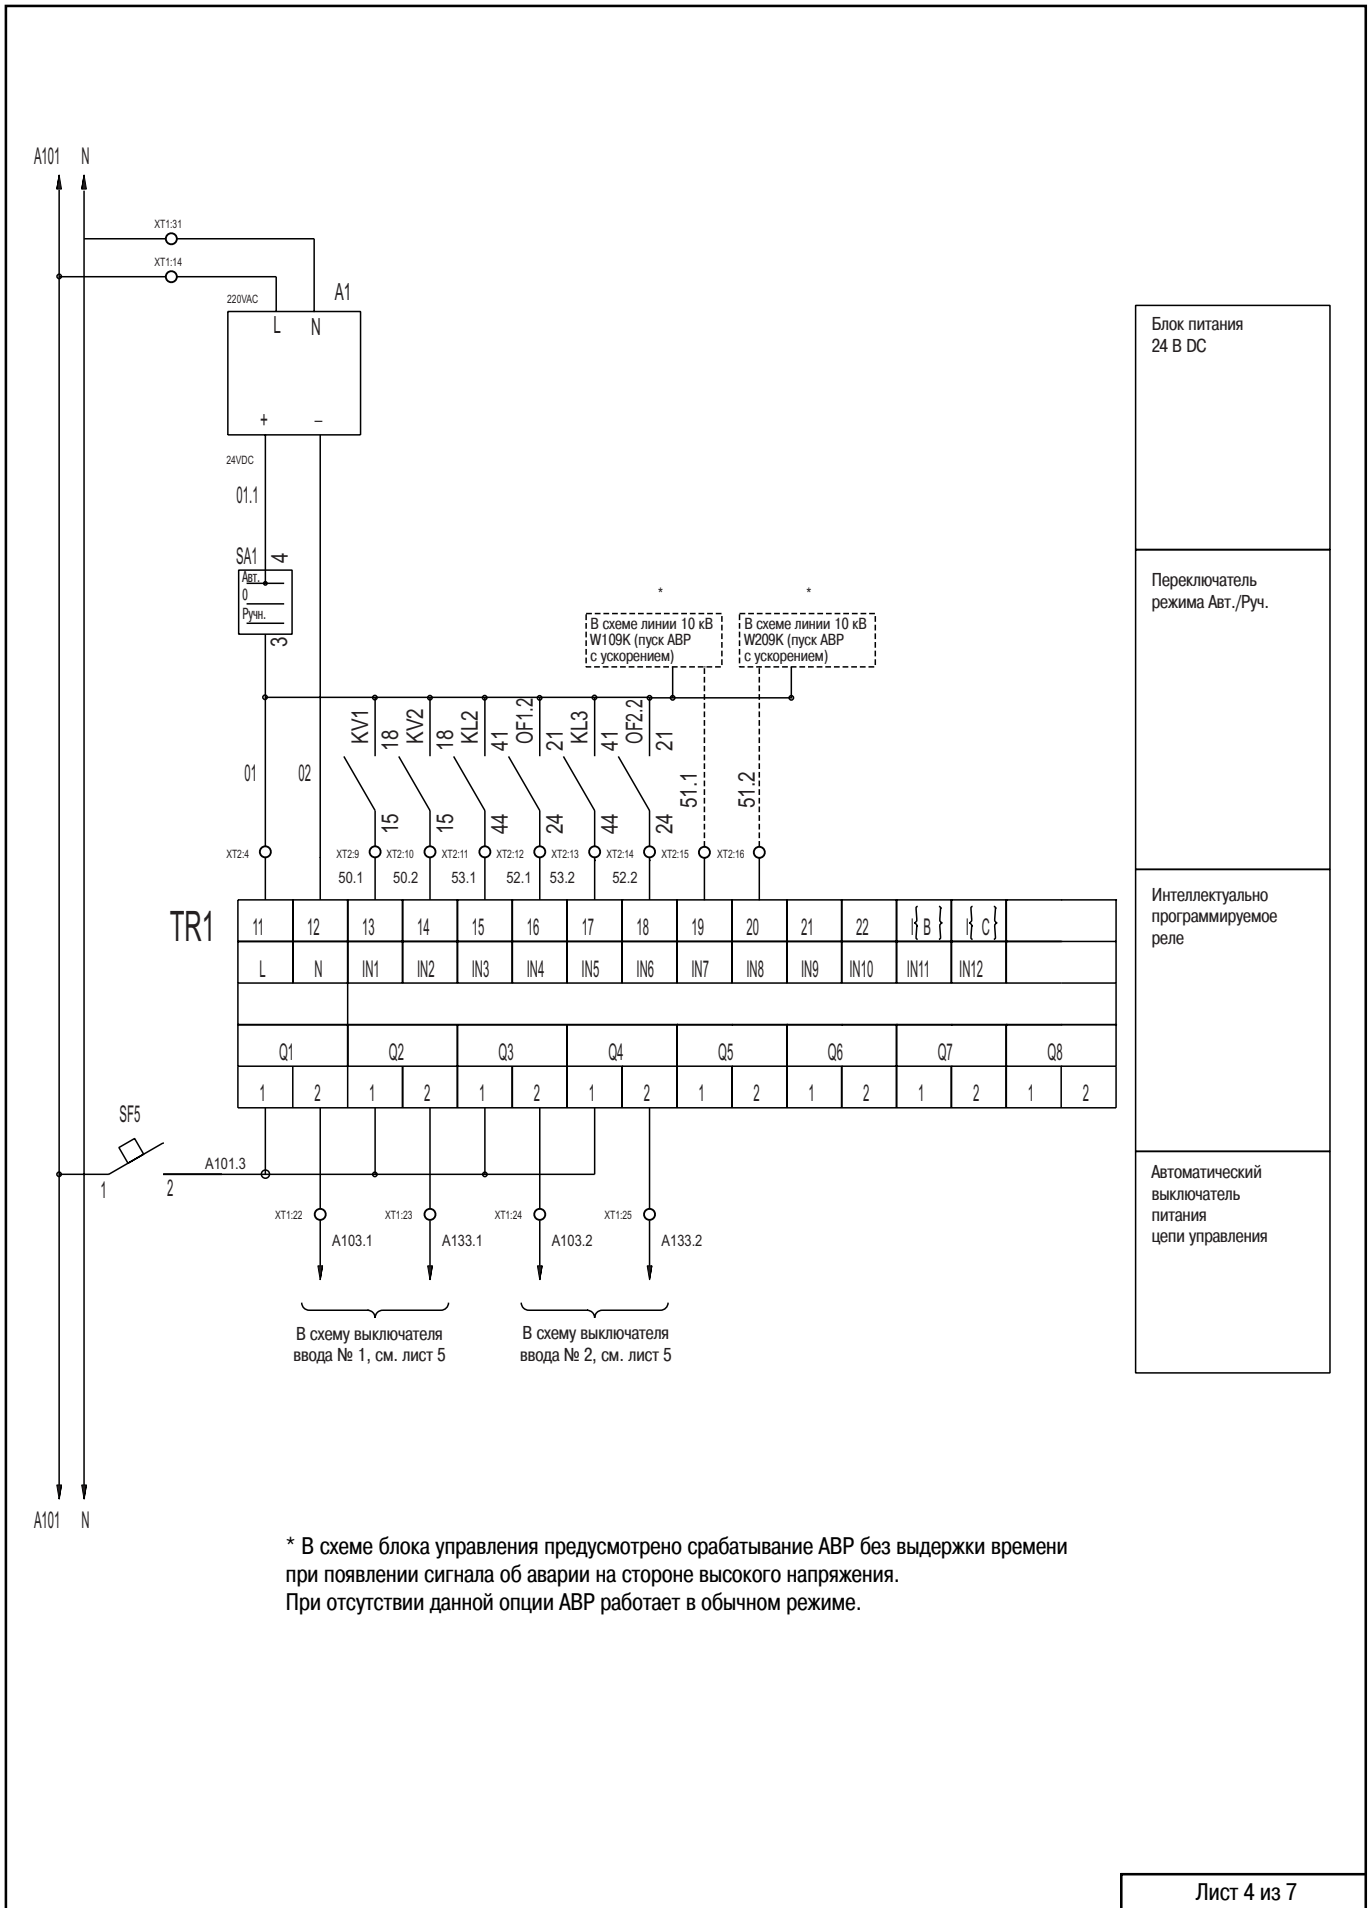 A101 N
XT1:31
XT1:14
220VAC
A1
L N
+ –
24VDC
01.1
SA1
4
Авт.
0
Ручн.
3
*
*
В схеме линии 10 кВ
W109K (пуск АВР
с ускорением)
В схеме линии 10 кВ
W209K (пуск АВР
с ускорением)
KV1
18
KV2
18
KL2
41
OF1.2
21
KL3
41
OF2.2
21
01
02
15
15
44
24
44
24
51.1
51.2
XT2:4
XT2:9
XT2:10
XT2:11
XT2:12
XT2:13
XT2:14
XT2:15
XT2:16
50.1
50.2
53.1
52.1
53.2
52.2
TR1
11 12 13 14 15 16 17 18 19 20 21 22 I{B} I{C}
L N IN1 IN2 IN3 IN4 IN5 IN6 IN7 IN8 IN9 IN10 IN11 IN12
Q1 Q2 Q3 Q4 Q5 Q6 Q7 Q8
1 2 1 2 1 2 1 2 1 2 1 2 1 2 1 2
SF5
1
2
A101.3
XT1:22
XT1:23
XT1:24
XT1:25
A103.1
A133.1
A103.2
A133.2
В схему выключателя
ввода № 1, см. лист 5
В схему выключателя
ввода № 2, см. лист 5
A101 N
Блок питания
24 В DC
Переключатель
режима Авт./Руч.
Интеллектуально
программируемое
реле
Автоматический
выключатель
питания
цепи управления
* В схеме блока управления предусмотрено срабатывание АВР без выдержки времени
при появлении сигнала об аварии на стороне высокого напряжения.
При отсутствии данной опции АВР работает в обычном режиме.
Лист 4 из 7